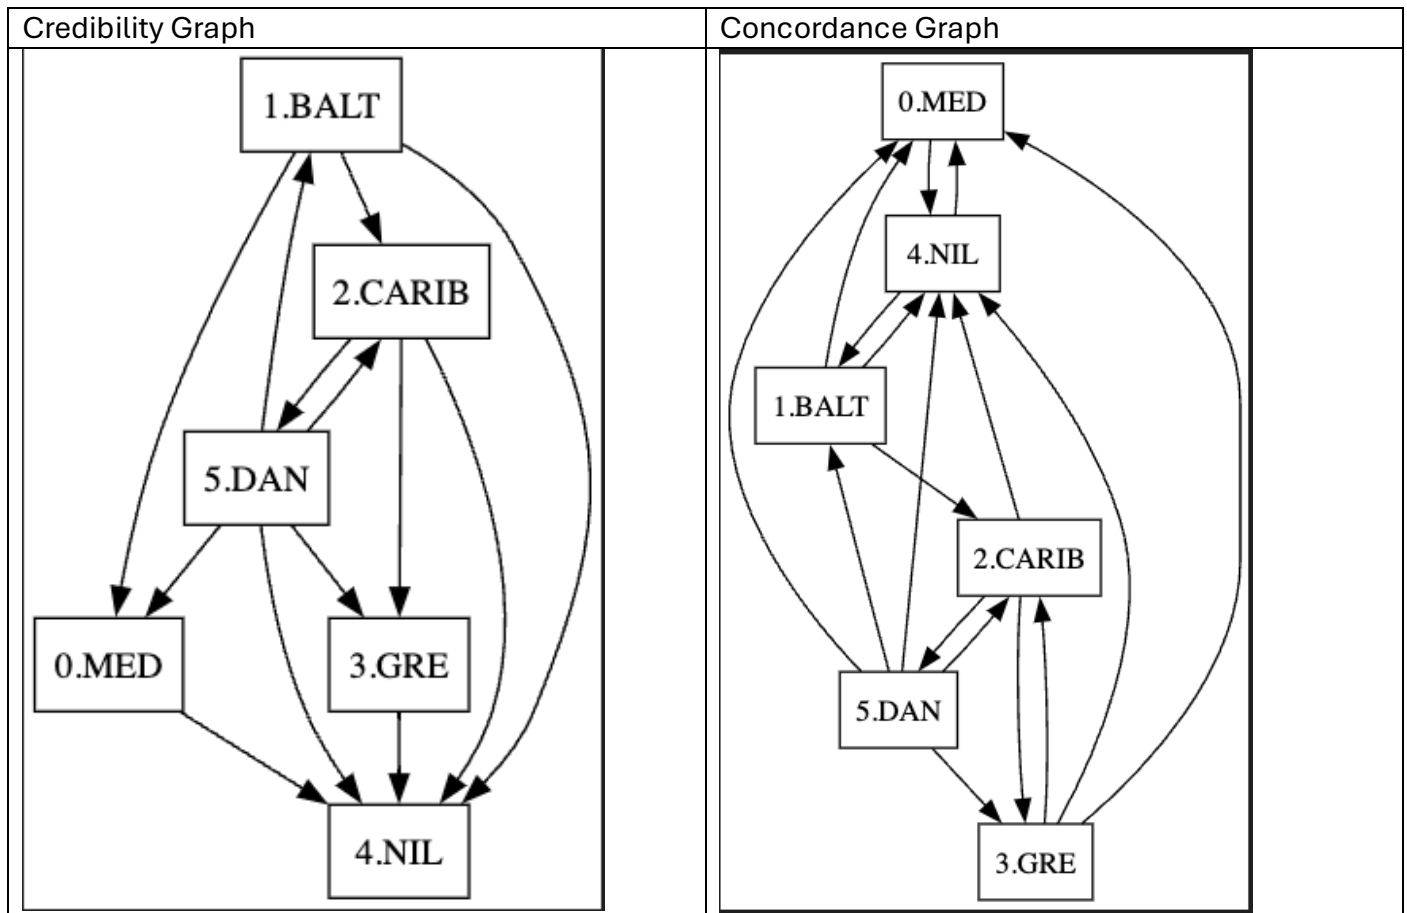 Credibility Graph
Concordance Graph
1.BALT
2.CARIB
5.DAN
0.MED
3.GRE
4.NIL
0.MED
4.NIL
1.BALT
2.CARIB
5.DAN
3.GRE